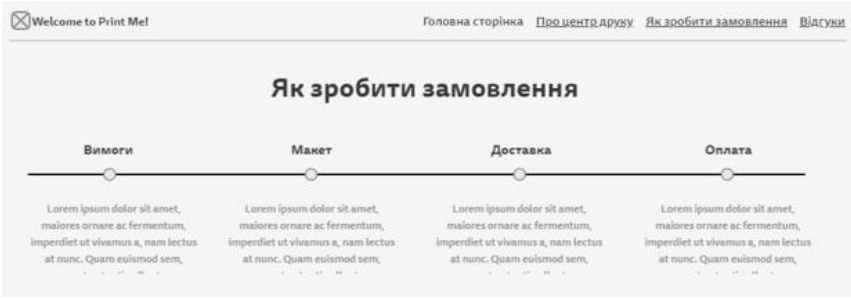 Welcome to Print Me! Головна сторінка Про центр друку Як зробити замовлення Відгуки
Як зробити замовлення
Вимоги Макет Доставка Оплата
Lorem ipsum dolor sit amet, Lorem ipsum dolor sit amet, Lorem ipsum dolor sit amet, Lorem ipsum dolor sit amet,
maiores ornare ac fermentum, maiores ornare ac fermentum, maiores ornare ac fermentum, maiores ornare ac fermentum,
imperdiet ut vivamus a, nam lectus imperdiet ut vivamus a, nam lectus imperdiet ut vivamus a, nam lectus imperdiet ut vivamus a, nam lectus
at nunc. Quam euismod sem, at nunc. Quam euismod sem, at nunc. Quam euismod sem, at nunc. Quam euismod sem,